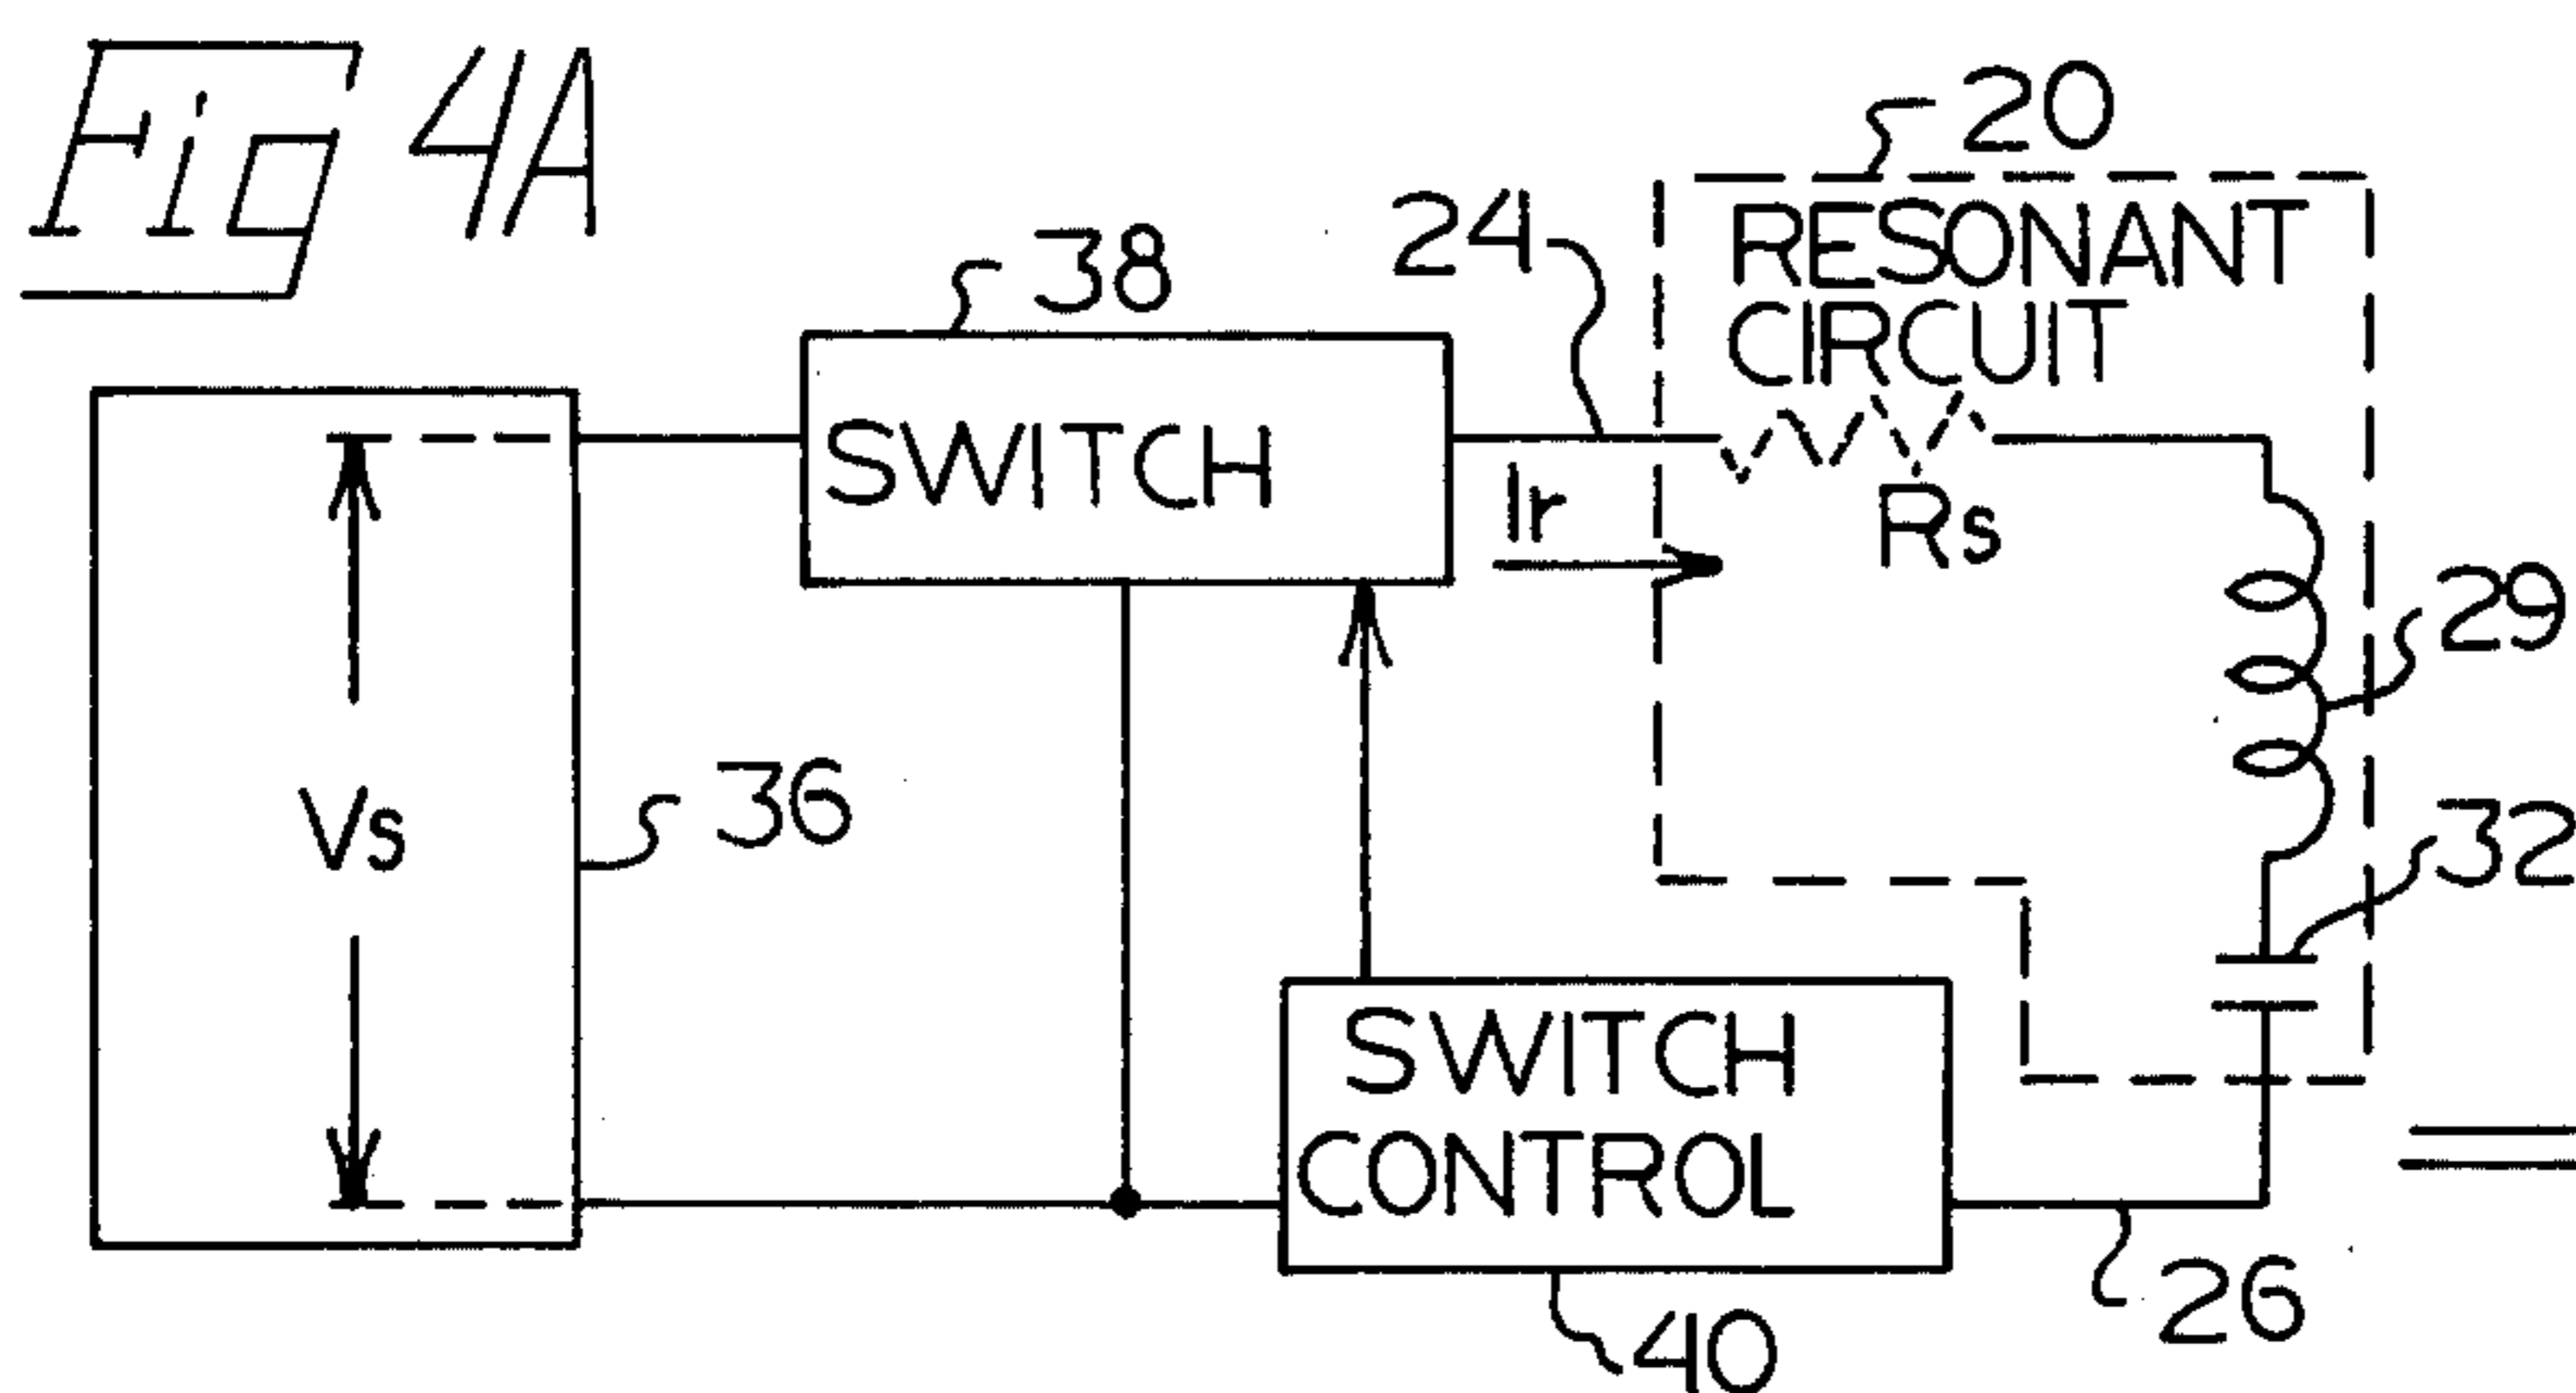 Fig 4A
20
RESONANT
CIRCUIT
24
38
SWITCH
Ir
Rs
29
Vs
36
32
SWITCH
CONTROL
26
40